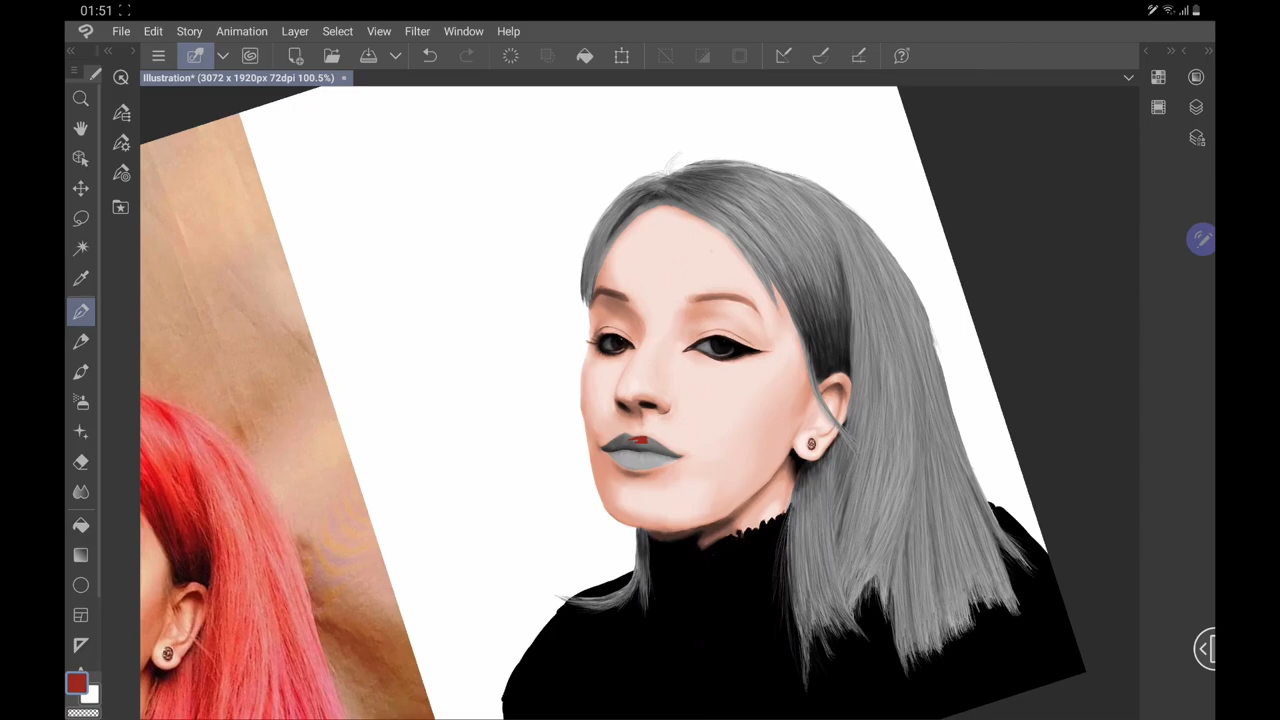 01:51
File Edit Story Animation Layer Select View Filter Window Help
Illustration* (3072 x 1920px 72dpi 100.5%)